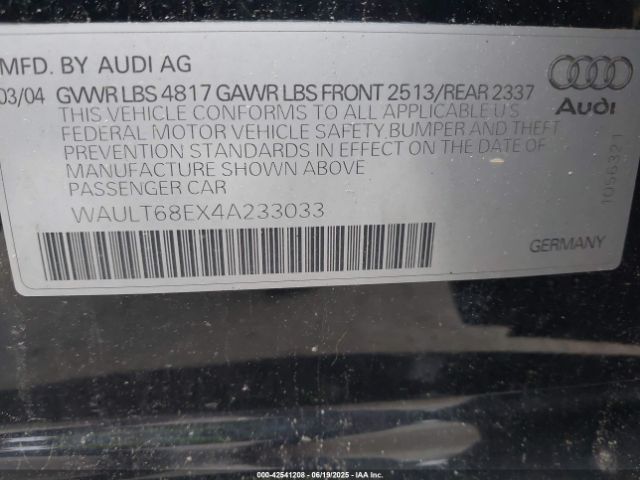 MFD. BY AUDI AG
03/04 GVWR LBS 4817 GAWR LBS FRONT 2513/REAR 2337
THIS VEHICLE CONFORMS TO ALL APPLICABLE U.S.
FEDERAL MOTOR VEHICLE SAFETY,BUMPER AND THEFT
PREVENTION STANDARDS IN EFFECT ON THE DATE OF
MANUFACTURE SHOWN ABOVE
PASSENGER CAR
WAULT68EX4A233033
Audi
1056321
GERMANY
000-42541208 - 06/19/2025 - IAAI, Inc.